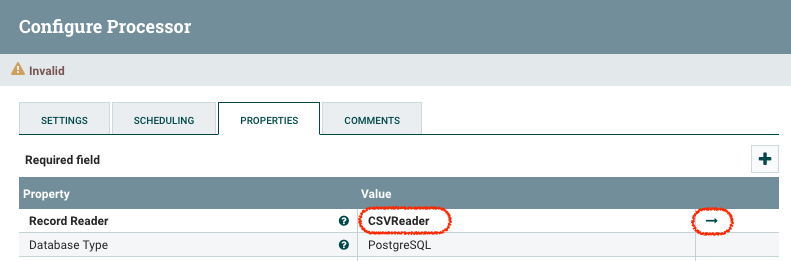 Configure Processor
Invalid
SETTINGS SCHEDULING PROPERTIES COMMENTS
Required field
Property Value
Record Reader CSVReader
Database Type PostgreSQL